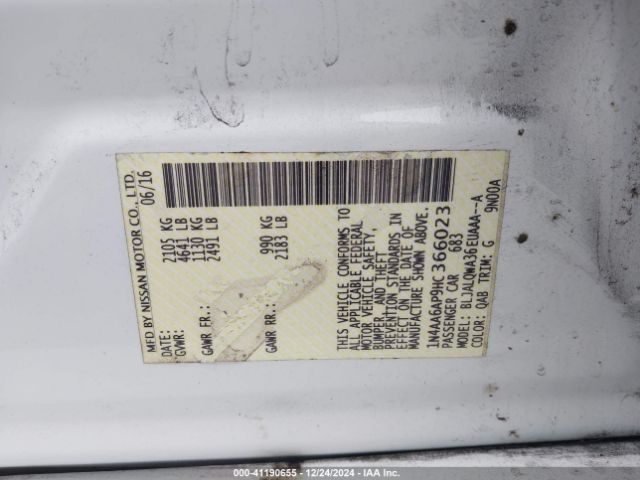 MFD BY NISSAN MOTOR CO., LTD.
DATE: 06/16
GVWR: 2105 KG
4641 LB
GAWR FR.: 1130 KG
2491 LB
GAWR RR.: 990 KG
2183 LB
THIS VEHICLE CONFORMS TO
ALL APPLICABLE FEDERAL
MOTOR VEHICLE SAFETY,
BUMPER, AND THEFT
PREVENTION STANDARDS IN
EFFECT ON THE DATE OF
MANUFACTURE SHOWN ABOVE.
1N4AA6AP9HC366023
PASSENGER CAR 683
MODEL: BLJALQWA36EUAAA--A
COLOR: QAB TRIM: G 9N00A
000-41190655 - 12/24/2024 - IAA Inc.